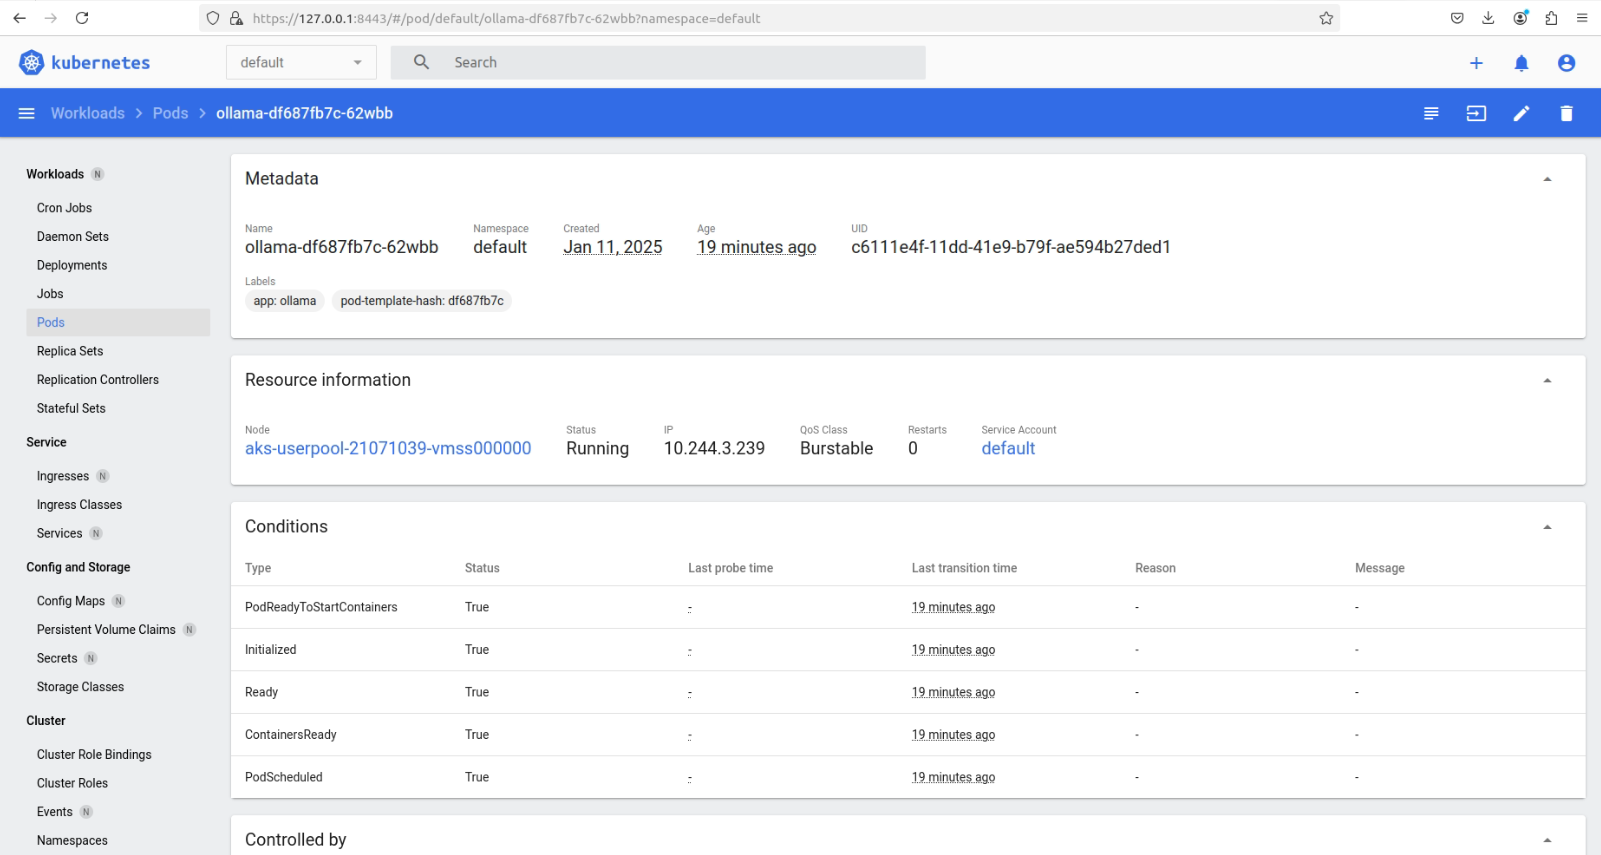 https://127.0.0.1:8443/#/pod/default/ollama-df687fb7c-62wbb?namespace=default
kubernetes
default
Search
Workloads > Pods > ollama-df687fb7c-62wbb
Workloads N
Cron Jobs
Daemon Sets
Deployments
Jobs
Pods
Replica Sets
Replication Controllers
Stateful Sets
Service
Ingresses N
Ingress Classes
Services N
Config and Storage
Config Maps N
Persistent Volume Claims N
Secrets N
Storage Classes
Cluster
Cluster Role Bindings
Cluster Roles
Events N
Namespaces
Metadata
Name Namespace Created Age UID
ollama-df687fb7c-62wbb default Jan 11, 2025 19 minutes ago c6111e4f-11dd-41e9-b79f-ae594b27ded1
Labels
app: ollama pod-template-hash: df687fb7c
Resource information
Node Status IP QoS Class Restarts Service Account
aks-userpool-21071039-vmss000000 Running 10.244.3.239 Burstable 0 default
Conditions
Type Status Last probe time Last transition time Reason Message
PodReadyToStartContainers True - 19 minutes ago - -
Initialized True - 19 minutes ago - -
Ready True - 19 minutes ago - -
ContainersReady True - 19 minutes ago - -
PodScheduled True - 19 minutes ago - -
Controlled by